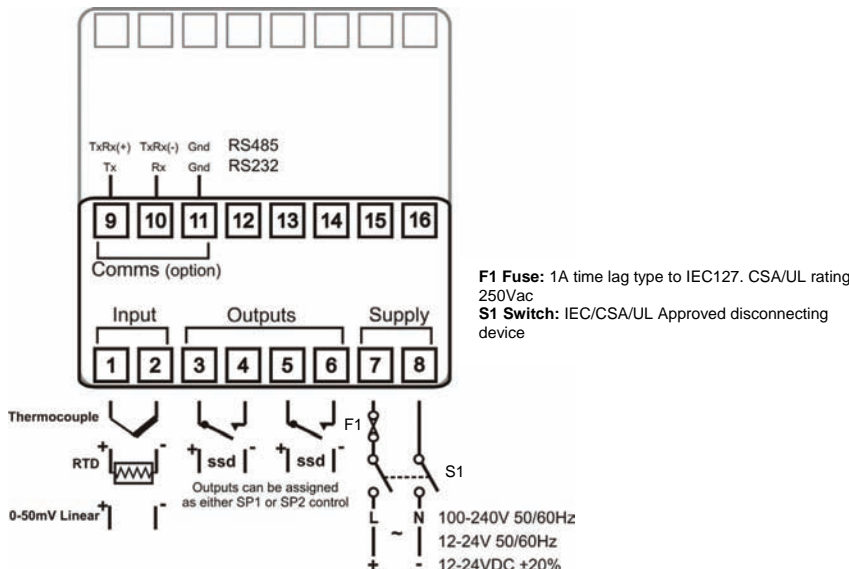 TxRx(+) TxRx(-) Gnd RS485
Tx Rx Gnd RS232
9 10 11 12 13 14 15 16
Comms (option)
F1 Fuse: 1A time lag type to IEC127. CSA/UL rating
250Vac
S1 Switch: IEC/CSA/UL Approved disconnecting
device
Input Outputs Supply
1 2 3 4 5 6 7 8
Thermocouple
F1
+ -
RTD
+ ssd - + ssd -
S1
Outputs can be assigned
as either SP1 or SP2 control
0-50mV Linear + -
L N 100-240V 50/60Hz
~ 12-24V 50/60Hz
+ - 12-24VDC ±20%